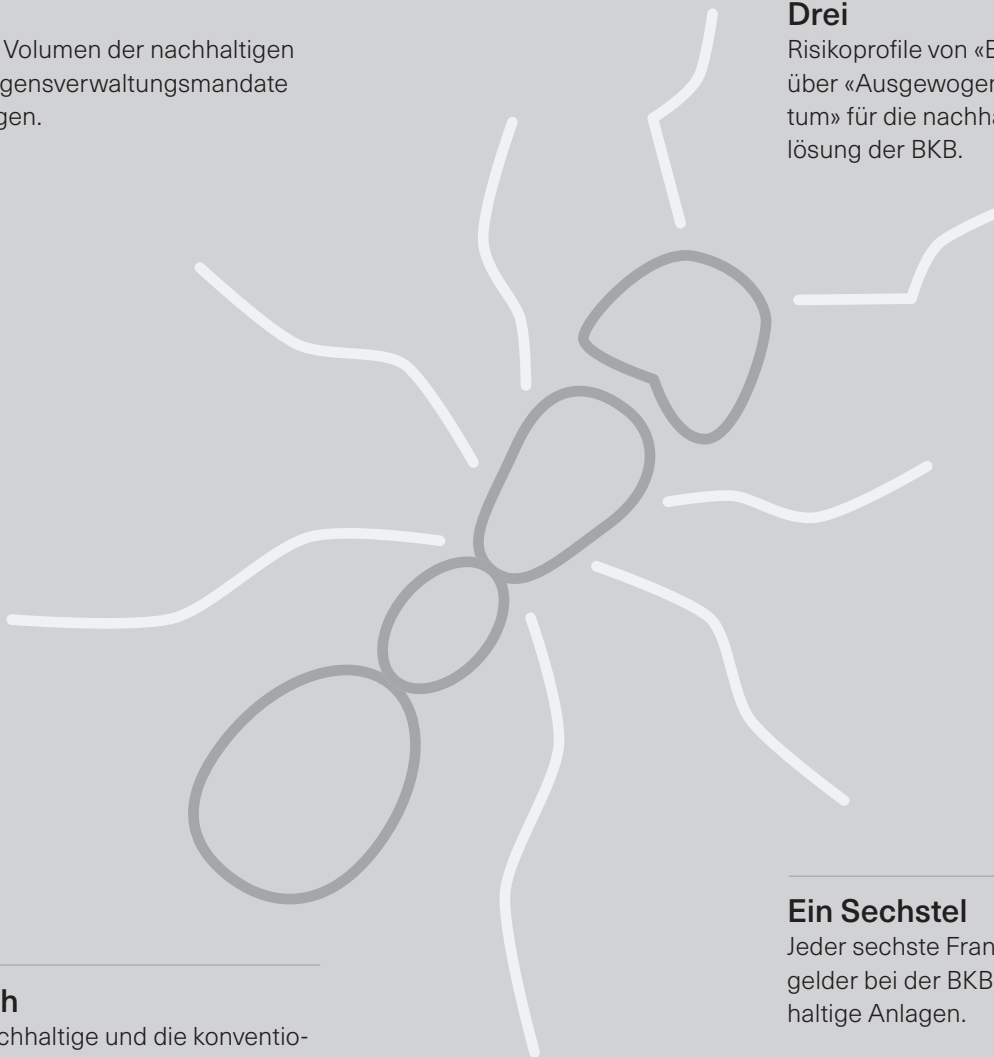 Volumen der nachhaltigen
gensverwaltungsmandate
gen.
Drei
Risikoprofile von «E
über «Ausgewogen
tum» für die nachha
lösung der BKB.
h
chhaltige und die konventio-
Ein Sechstel
Jeder sechste Fran
gelder bei der BKB
haltige Anlagen.